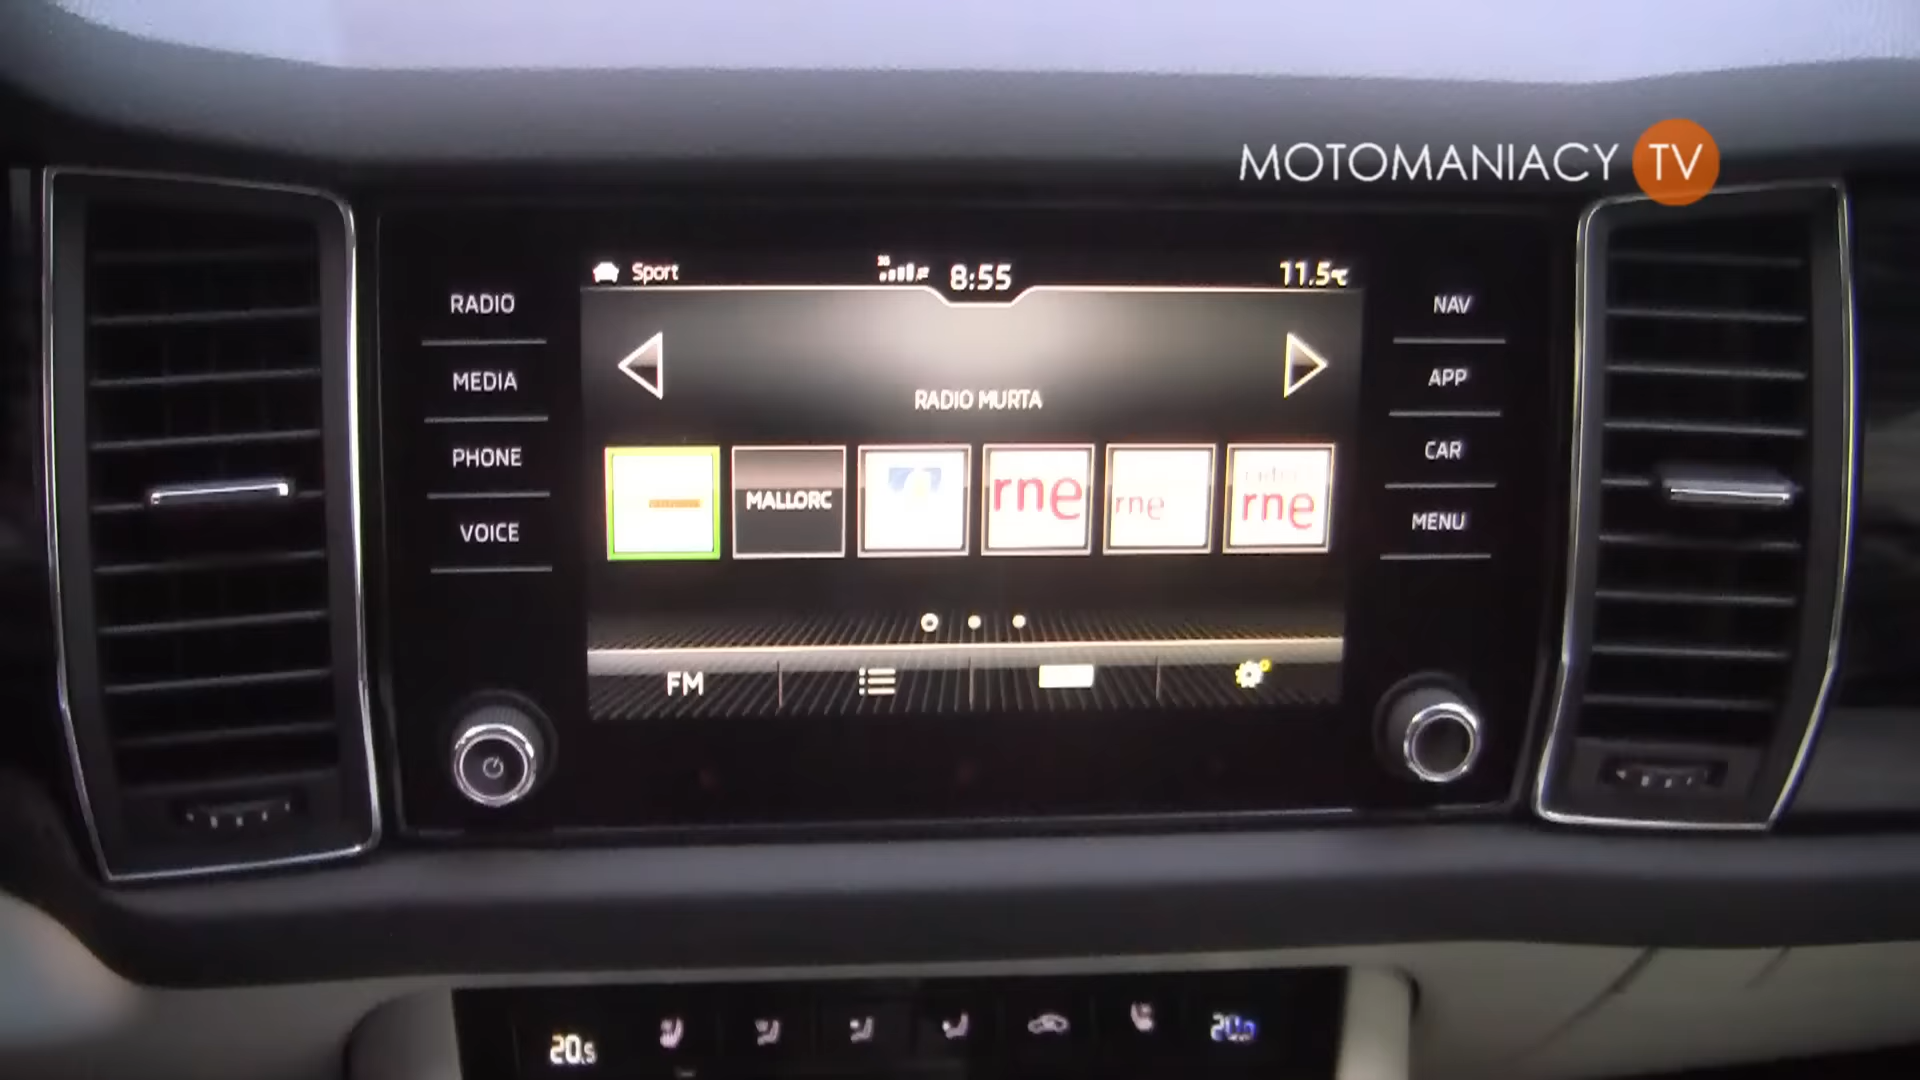 MOTOMANIACY TV
Sport 8:55 11.5°C
RADIO
MEDIA
PHONE
VOICE
RADIO MURTA
MALLORC
rne
rne
radio
rne
FM
NAV
APP
CAR
MENU
20.5
20.0